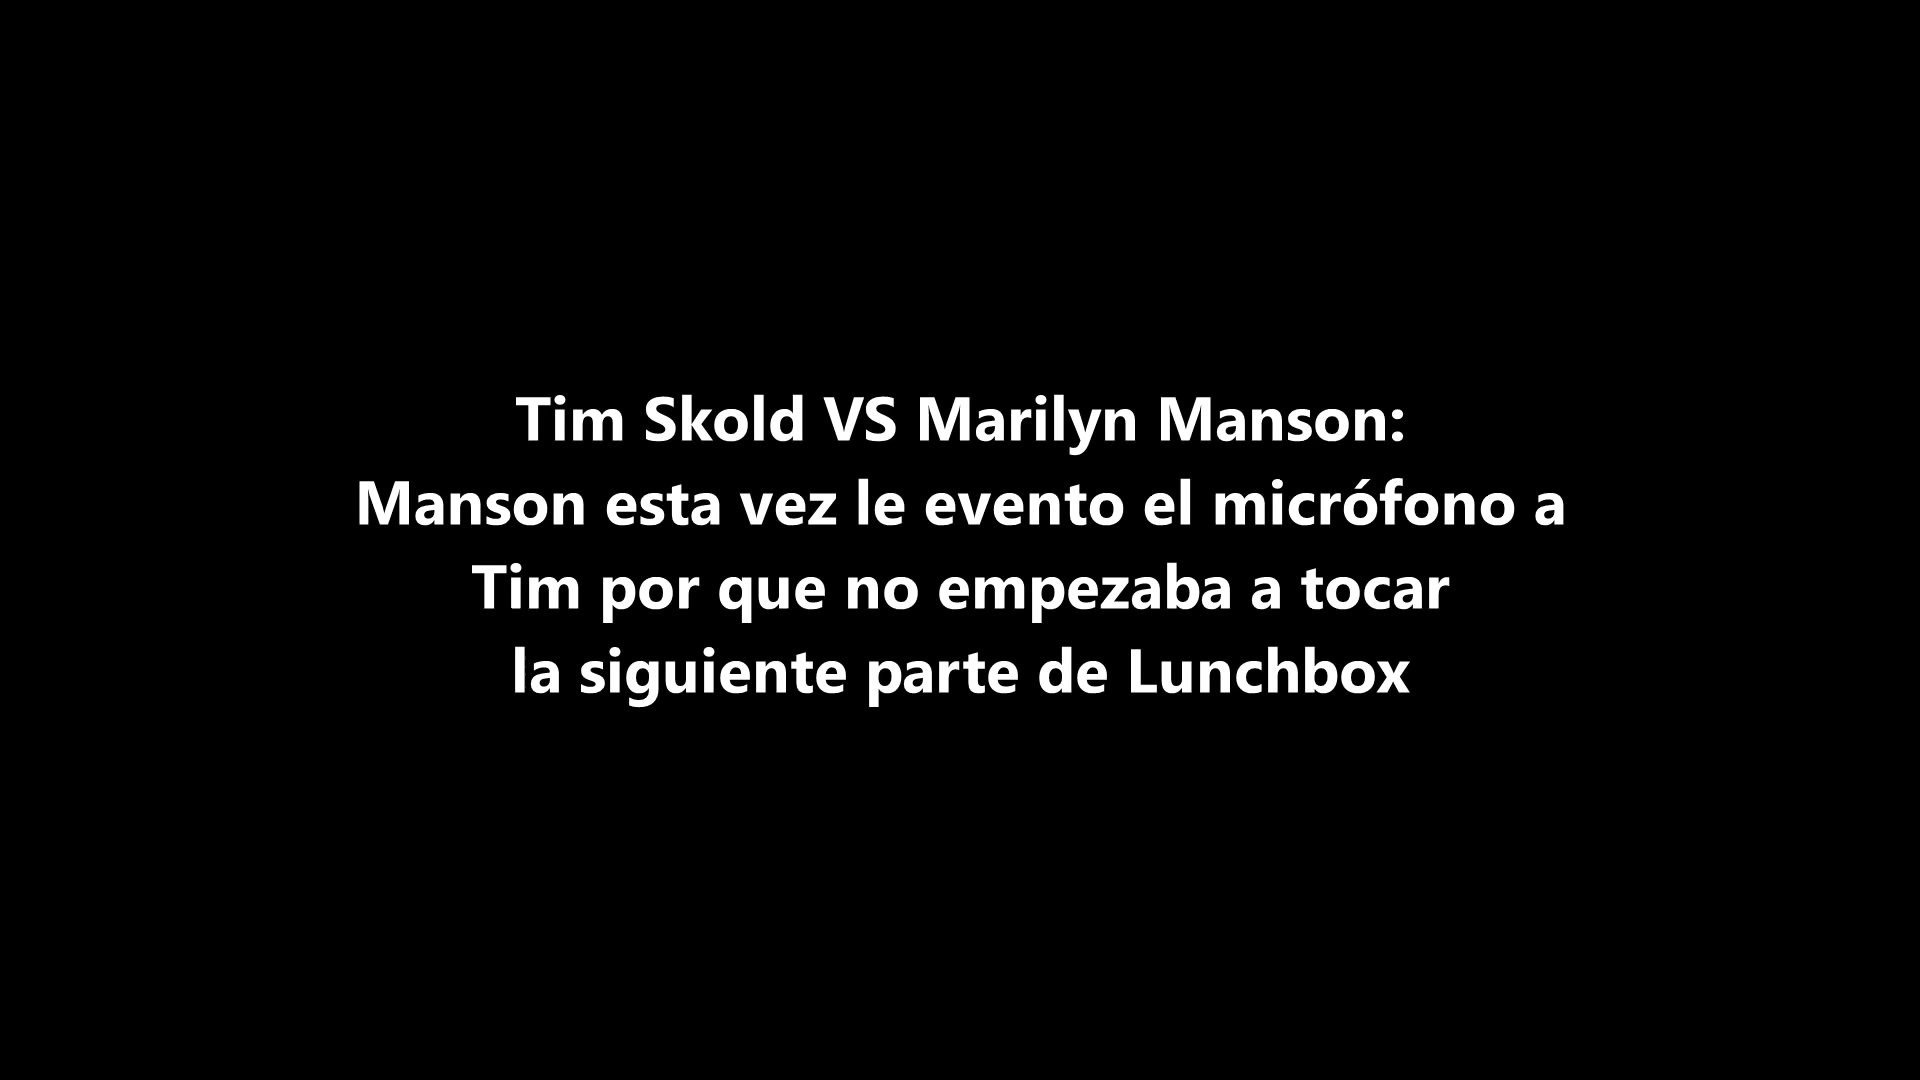 Tim Skold VS Marilyn Manson:
Manson esta vez le evento el micrófono a
Tim por que no empezaba a tocar
la siguiente parte de Lunchbox